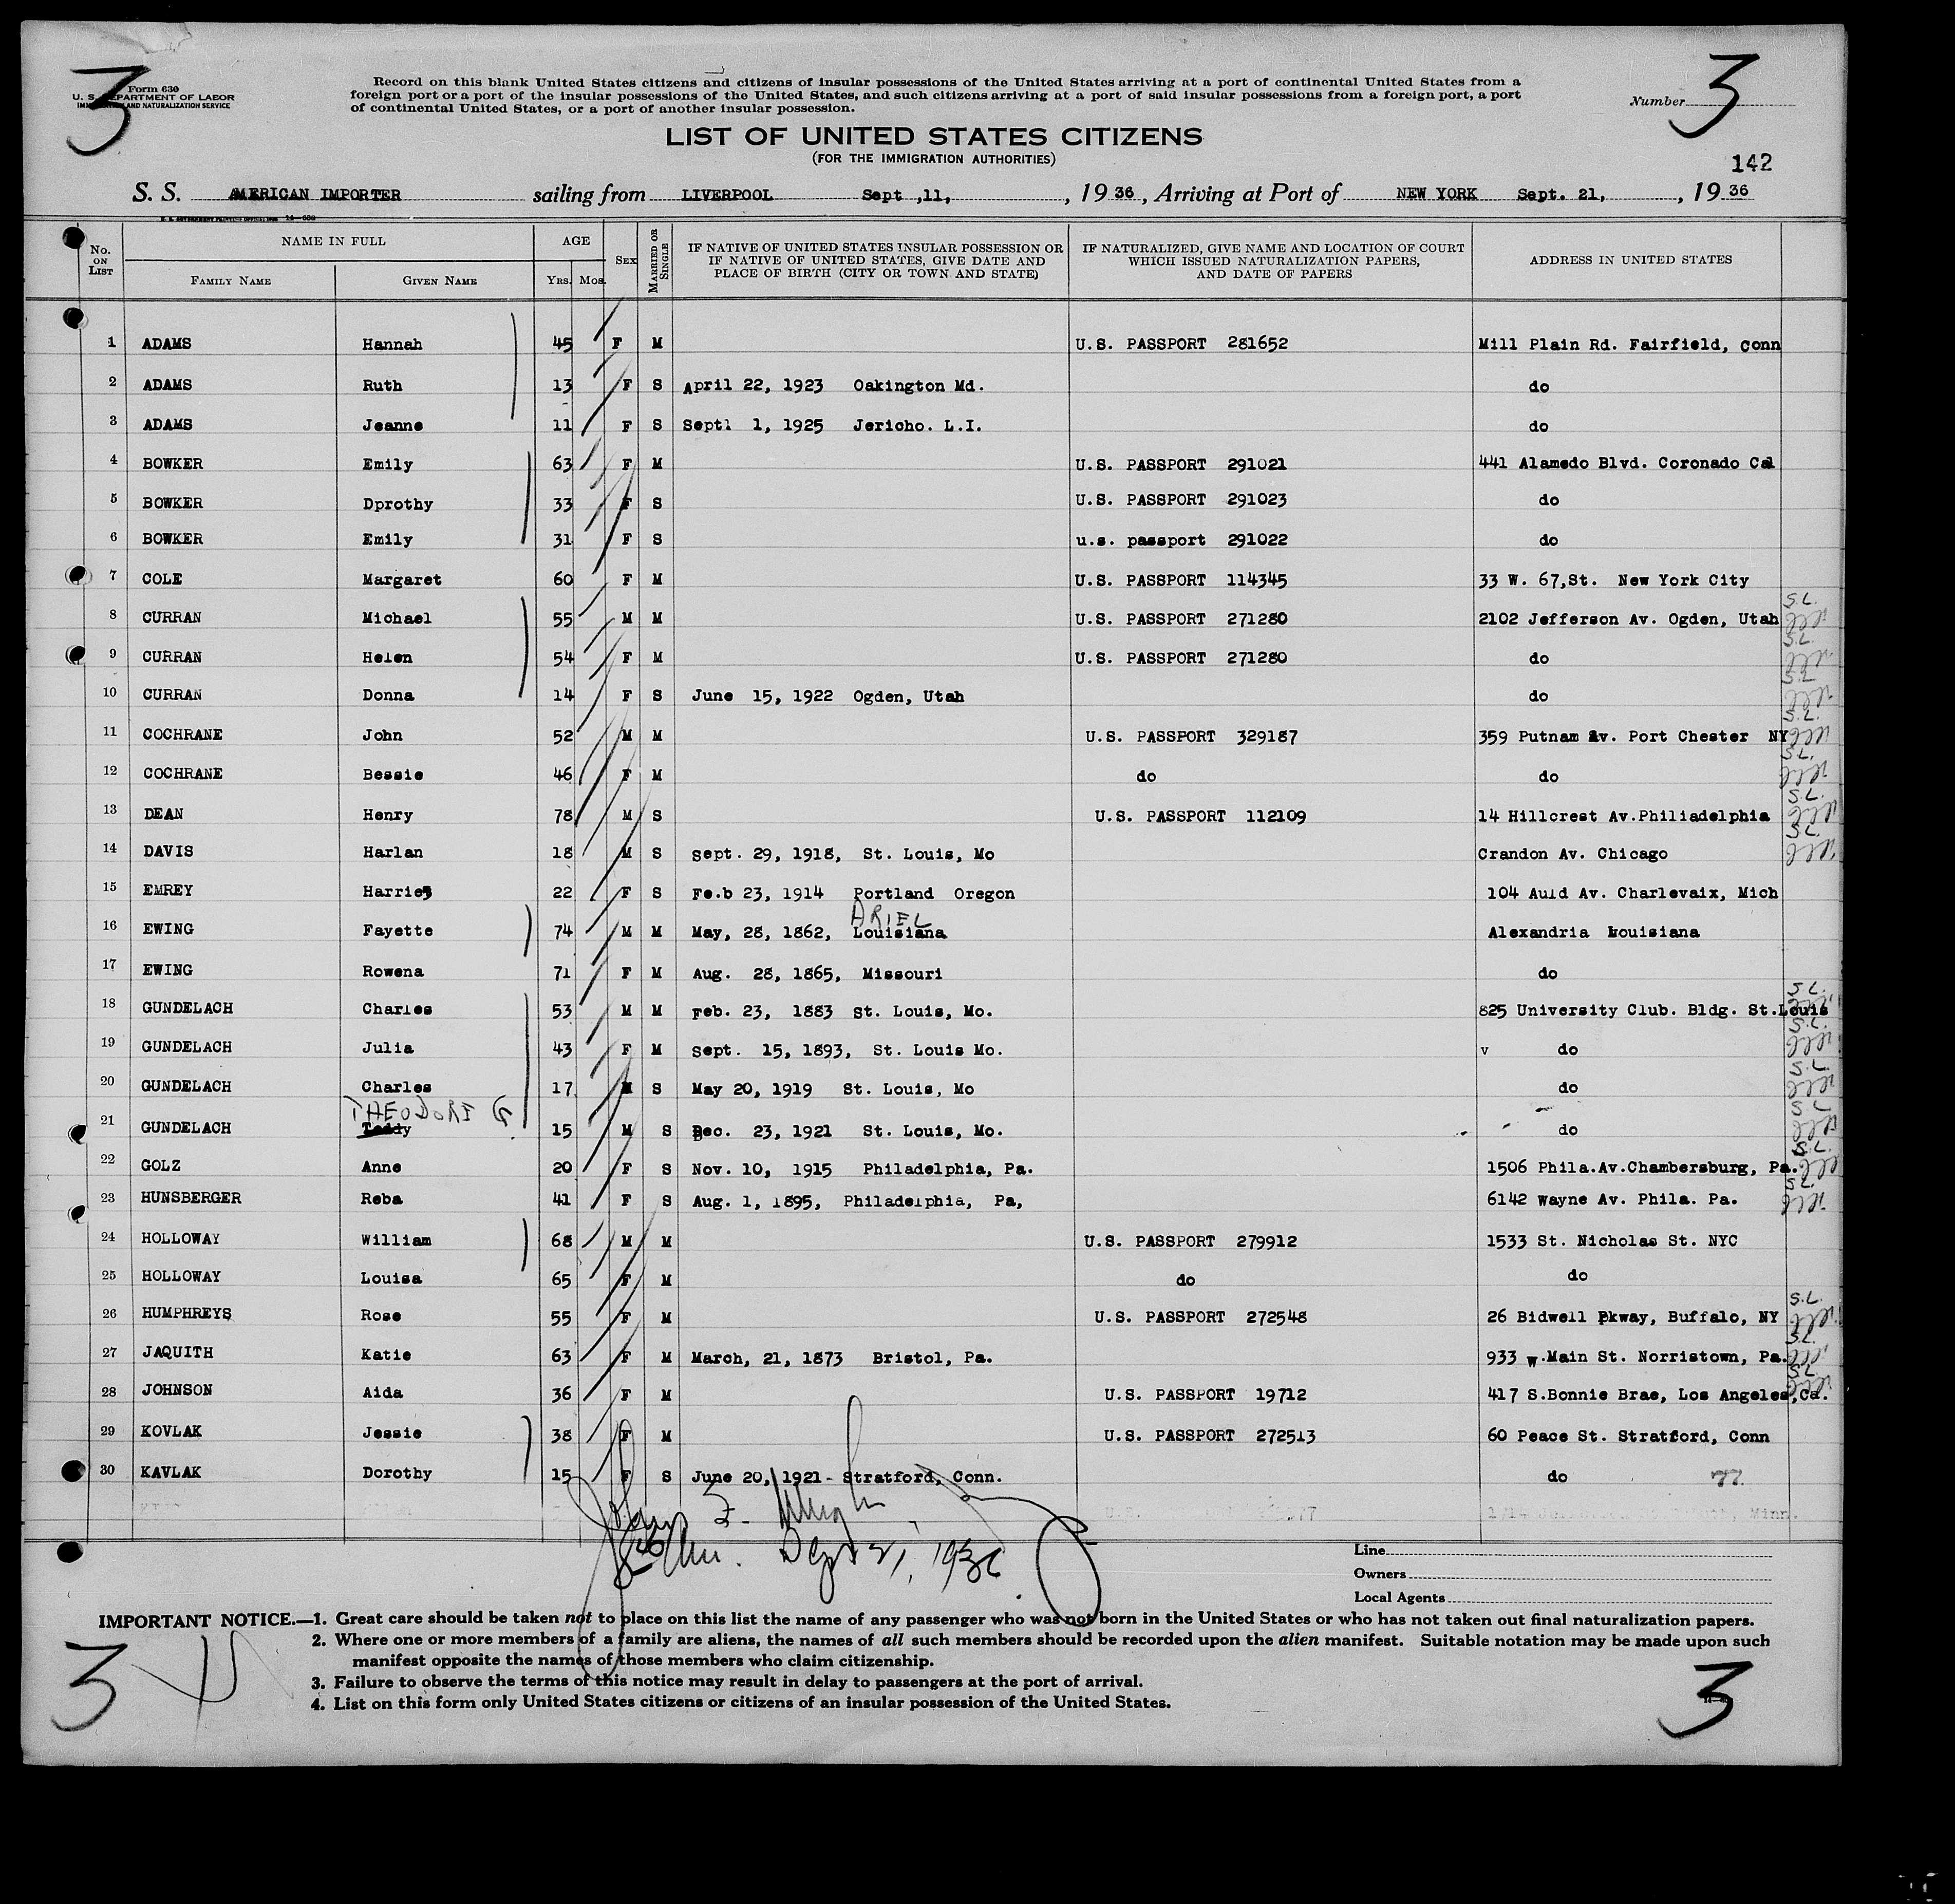 3
Form 630
U. S. DEPARTMENT OF LABOR
IMMIGRATION AND NATURALIZATION SERVICE
Record on this blank United States citizens and citizens of insular possessions of the United States arriving at a port of continental United States from a
foreign port or a port of the insular possessions of the United States, and such citizens arriving at a port of said insular possessions from a foreign port, a port
of continental United States, or a port of another insular possession.
Number 3
LIST OF UNITED STATES CITIZENS
(FOR THE IMMIGRATION AUTHORITIES)
142
S. S. AMERICAN IMPORTER sailing from LIVERPOOL Sept ,11, , 19 36 , Arriving at Port of NEW YORK Sept. 21, , 19 36
No. ON LIST
NAME IN FULL
FAMILY NAME GIVEN NAME
AGE
YRS. MOS.
SEX
MARRIED OR SINGLE
IF NATIVE OF UNITED STATES INSULAR POSSESSION OR
IF NATIVE OF UNITED STATES, GIVE DATE AND
PLACE OF BIRTH (CITY OR TOWN AND STATE)
IF NATURALIZED, GIVE NAME AND LOCATION OF COURT
WHICH ISSUED NATURALIZATION PAPERS,
AND DATE OF PAPERS
ADDRESS IN UNITED STATES
1 ADAMS Hannah 45 F M U.S. PASSPORT 281652 Mill Plain Rd. Fairfield, Conn
2 ADAMS Ruth 13 F S April 22, 1923 Oakington Md. do
3 ADAMS Jeanne 11 F S Septl 1, 1925 Jericho. L.I. do
4 BOWKER Emily 63 F M U.S. PASSPORT 291021 441 Alamedo Blvd. Coronado Cal
5 BOWKER Dprothy 33 F S U.S. PASSPORT 291023 do
6 BOWKER Emily 31 F S u.s. passport 291022 do
7 COLE Margaret 60 F M U.S. PASSPORT 114345 33 W. 67,St. New York City
8 CURRAN Michael 55 M M U.S. PASSPORT 271280 2102 Jefferson Av. Ogden, Utah S.L.
9 CURRAN Helen 54 F M U.S. PASSPORT 271280 do S.L.
10 CURRAN Donna 14 F S June 15, 1922 Ogden, Utah do S.L.
11 COCHRANE John 52 M M U.S. PASSPORT 329187 359 Putnam Av. Port Chester NY S.L.
12 COCHRANE Bessie 46 F M do do S.L.
13 DEAN Henry 78 M S U.S. PASSPORT 112109 14 Hillcrest Av.Philiadelphia S.L.
14 DAVIS Harlan 18 M S sept. 29, 1918, St. Louis, Mo Crandon Av. Chicago S.L.
15 EMREY Harriet 22 F S Fe.b 23, 1914 Portland Oregon 104 Auld Av. Charlevaix, Mich
ARIEL
16 EWING Fayette 74 M M May, 28, 1862, Louisiana Alexandria Louisiana
17 EWING Rowena 71 F M Aug. 28, 1865, Missouri do
18 GUNDELACH Charles 53 M M Feb. 23, 1883 St. Louis, Mo. 825 University Club. Bldg. St.Louis S.L.
19 GUNDELACH Julia 43 F M sept. 15, 1893, St. Louis Mo. v do S.L.
20 GUNDELACH Charles 17 M S May 20, 1919 St. Louis, Mo do S.L.
THEODORE G
21 GUNDELACH Teddy 15 M S Dec. 23, 1921 St. Louis, Mo. do S L
22 GOLZ Anne 20 F S Nov. 10, 1915 Philadelphia, Pa. 1506 Phila.Av.Chambersburg, Pa. S.L.
23 HUNSBERGER Reba 41 F S Aug. 1, 1895, Philadelphia, Pa, 6142 Wayne Av. Phila. Pa. S.L.
24 HOLLOWAY William 68 M M U.S. PASSPORT 279912 1533 St. Nicholas St. NYC
25 HOLLOWAY Louisa 65 F M do do
26 HUMPHREYS Rose 55 F M U.S. PASSPORT 272548 26 Bidwell Pkway, Buffalo, NY S.L.
27 JAQUITH Katie 63 F M March, 21, 1873 Bristol, Pa. 933 w.Main St. Norristown, Pa. S.L.
28 JOHNSON Aida 36 F M U.S. PASSPORT 19712 417 S.Bonnie Brae, Los Angeles,Ca. S.L.
29 KOVLAK Jessie 38 F M U.S. PASSPORT 272513 60 Peace St. Stratford, Conn
30 KAVLAK Dorothy 15 F S June 20, 1921- Stratford, Conn. do 77.
Sept 21, 1936
Line
Owners
Local Agents
IMPORTANT NOTICE.—1. Great care should be taken not to place on this list the name of any passenger who was not born in the United States or who has not taken out final naturalization papers.
2. Where one or more members of a family are aliens, the names of all such members should be recorded upon the alien manifest. Suitable notation may be made upon such
manifest opposite the names of those members who claim citizenship.
3. Failure to observe the terms of this notice may result in delay to passengers at the port of arrival.
4. List on this form only United States citizens or citizens of an insular possession of the United States.
3
3